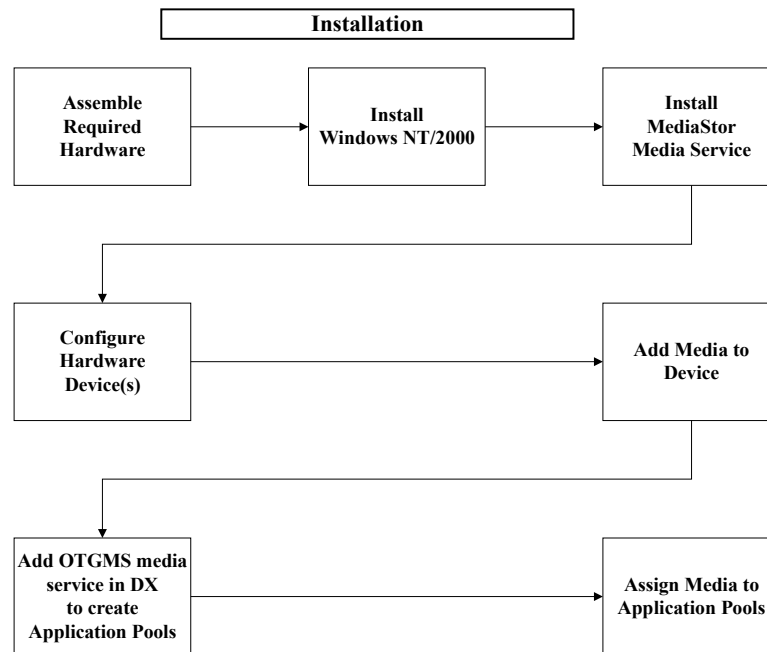 Installation
Assemble
Required
Hardware
Install
Windows NT/2000
Install
MediaStor
Media Service
Configure
Hardware
Device(s)
Add Media to
Device
Add OTGMS media
service in DX
to create
Application Pools
Assign Media to
Application Pools